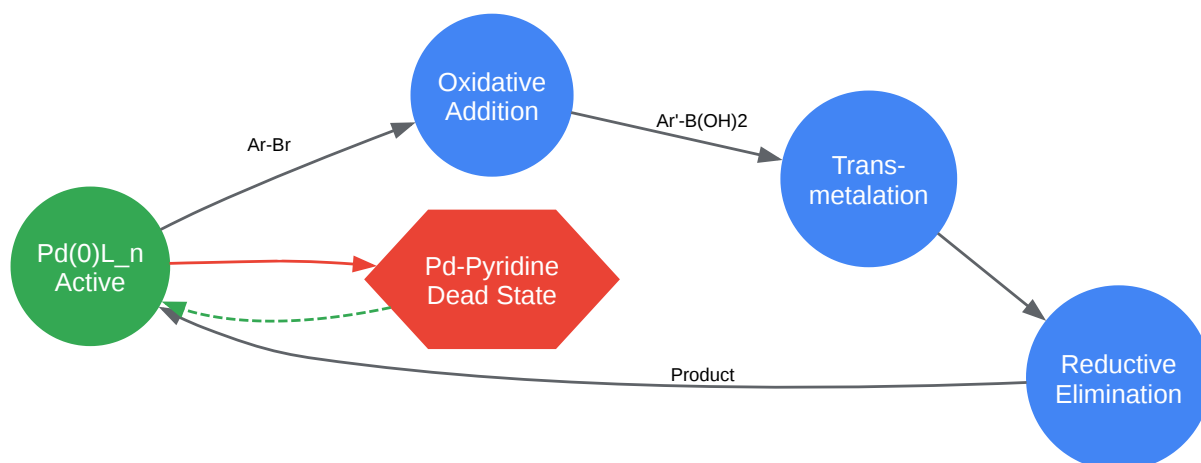 Oxidative
Addition
Ar'-B(OH)2
Ar-Br
Trans-
metalation
Pd(0)L_n
Active
Pd-Pyridine
Dead State
Product
Reductive
Elimination